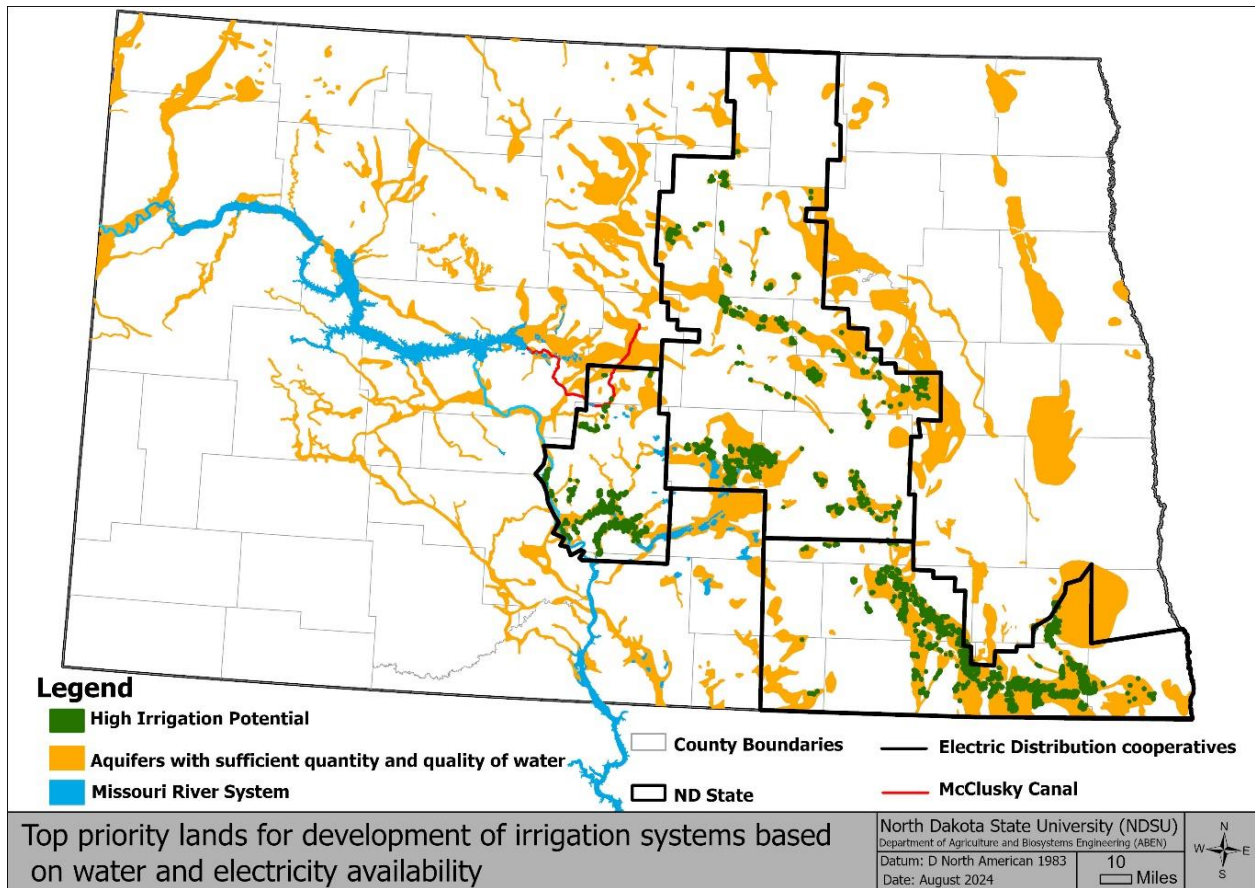 Legend
High Irrigation Potential
Aquifers with sufficient quantity and quality of water
Missouri River System
County Boundaries
ND State
Electric Distribution cooperatives
McClusky Canal
Top priority lands for development of irrigation systems based
on water and electricity availability
North Dakota State University (NDSU)
Department of Agriculture and Biosystems Engineering (ABEN)
Datum: D North American 1983
Date: August 2024
10
Miles
N
W E
S